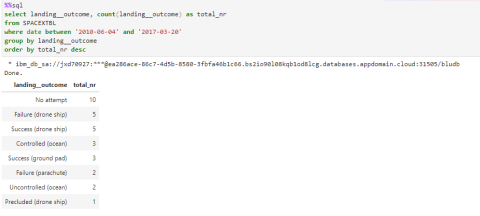 %%sql
select landing__outcome, count(landing__outcome) as total_nr
from SPACEXTBL
where date between '2010-06-04' and '2017-03-20'
group by landing__outcome
order by total_nr desc
* ibm_db_sa://jxd70927:***@ea286ace-86c7-4d5b-8580-3fbfa46b1c66.bs2io90l08kqb1od8lcg.databases.appdomain.cloud:31505/bludb
Done.
landing__outcome total_nr
No attempt 10
Failure (drone ship) 5
Success (drone ship) 5
Controlled (ocean) 3
Success (ground pad) 3
Failure (parachute) 2
Uncontrolled (ocean) 2
Precluded (drone ship) 1